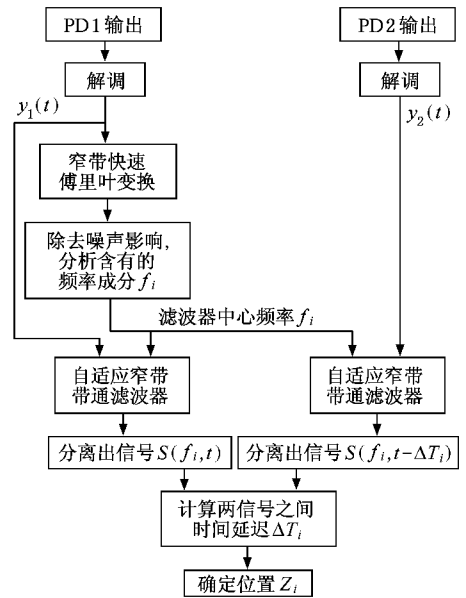 PD1输出
PD2输出
解调
解调
y₁(t)
y₂(t)
窄带快速
傅里叶变换
除去噪声影响,
分析含有的
频率成分fᵢ
滤波器中心频率fᵢ
自适应窄带
带通滤波器
自适应窄带
带通滤波器
分离出信号S(fᵢ,t)
分离出信号S(fᵢ,t-ΔTᵢ)
计算两信号之间
时间延迟ΔTᵢ
确定位置Zᵢ